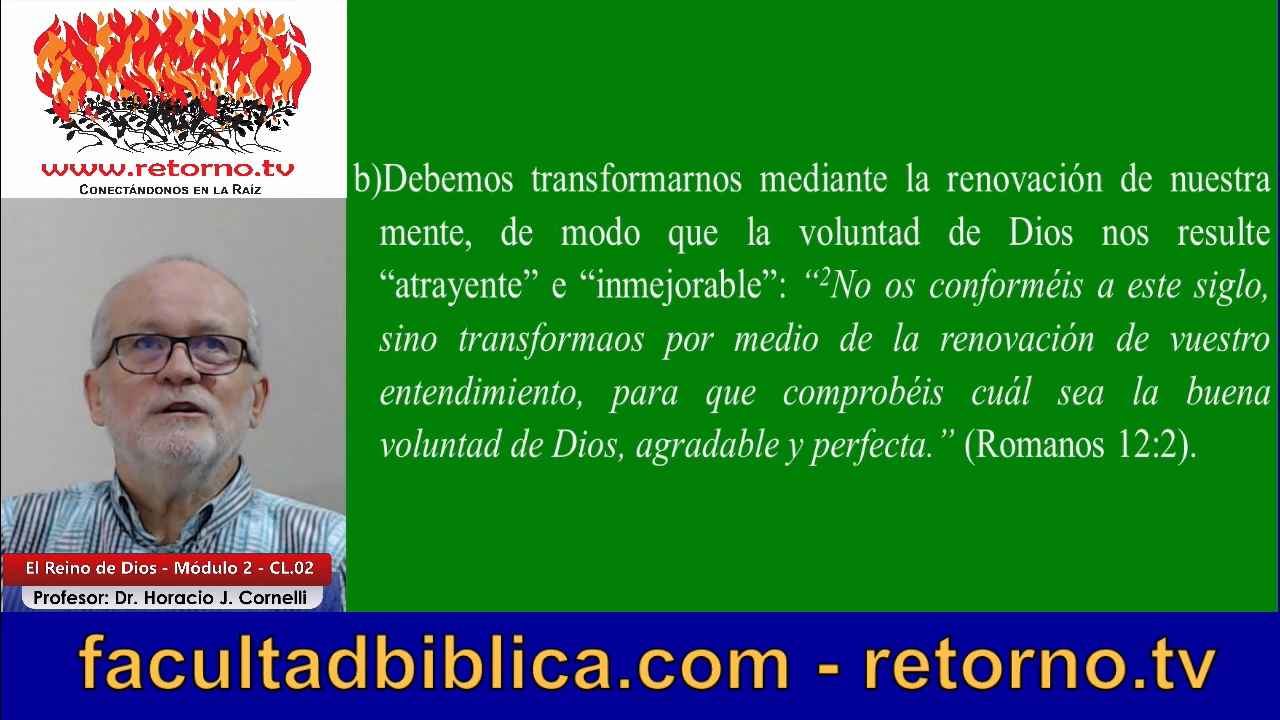 www.retorno.tv
CONECTÁNDONOS EN LA RAÍZ
b)Debemos transformarnos mediante la renovación de nuestra
mente, de modo que la voluntad de Dios nos resulte
“atrayente” e “inmejorable”: “²No os conforméis a este siglo,
sino transformaos por medio de la renovación de vuestro
entendimiento, para que comprobéis cuál sea la buena
voluntad de Dios, agradable y perfecta.” (Romanos 12:2).
El Reino de Dios - Módulo 2 - CL.02
Profesor: Dr. Horacio J. Cornelli
facultadbiblica.com - retorno.tv